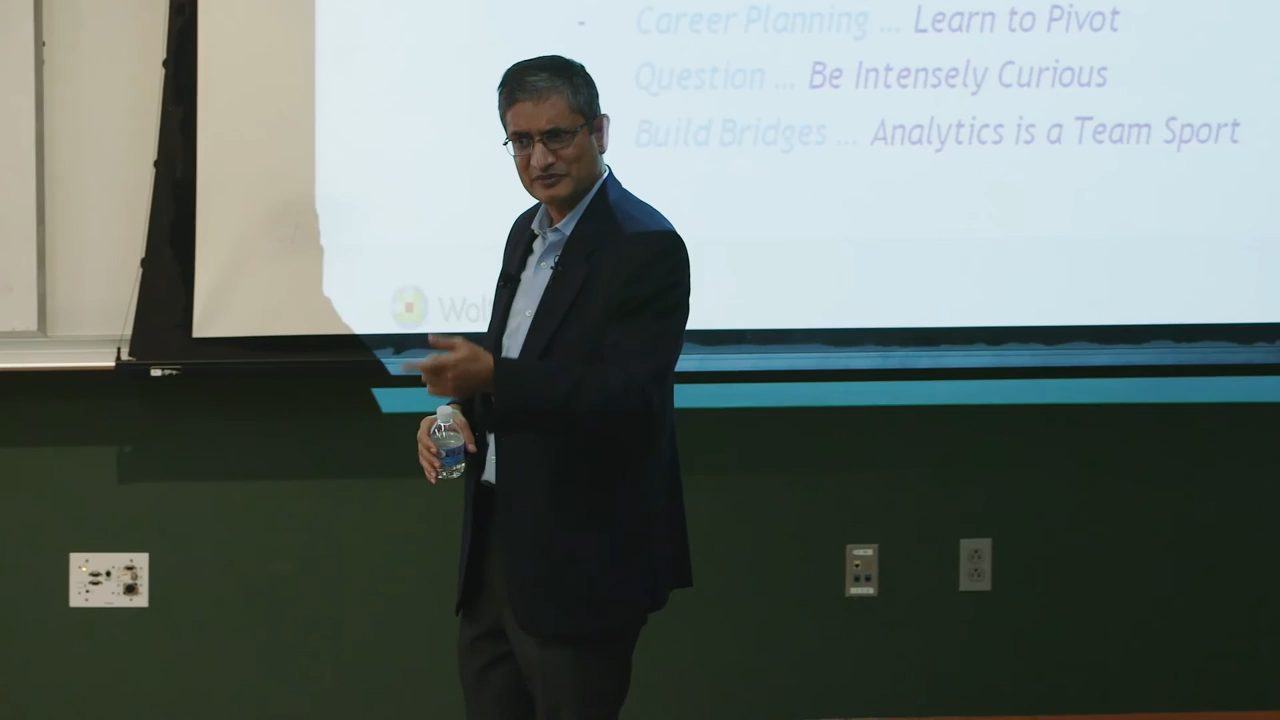 Career Planning ... Learn to Pivot
Question ... Be Intensely Curious
Build Bridges ... Analytics is a Team Sport